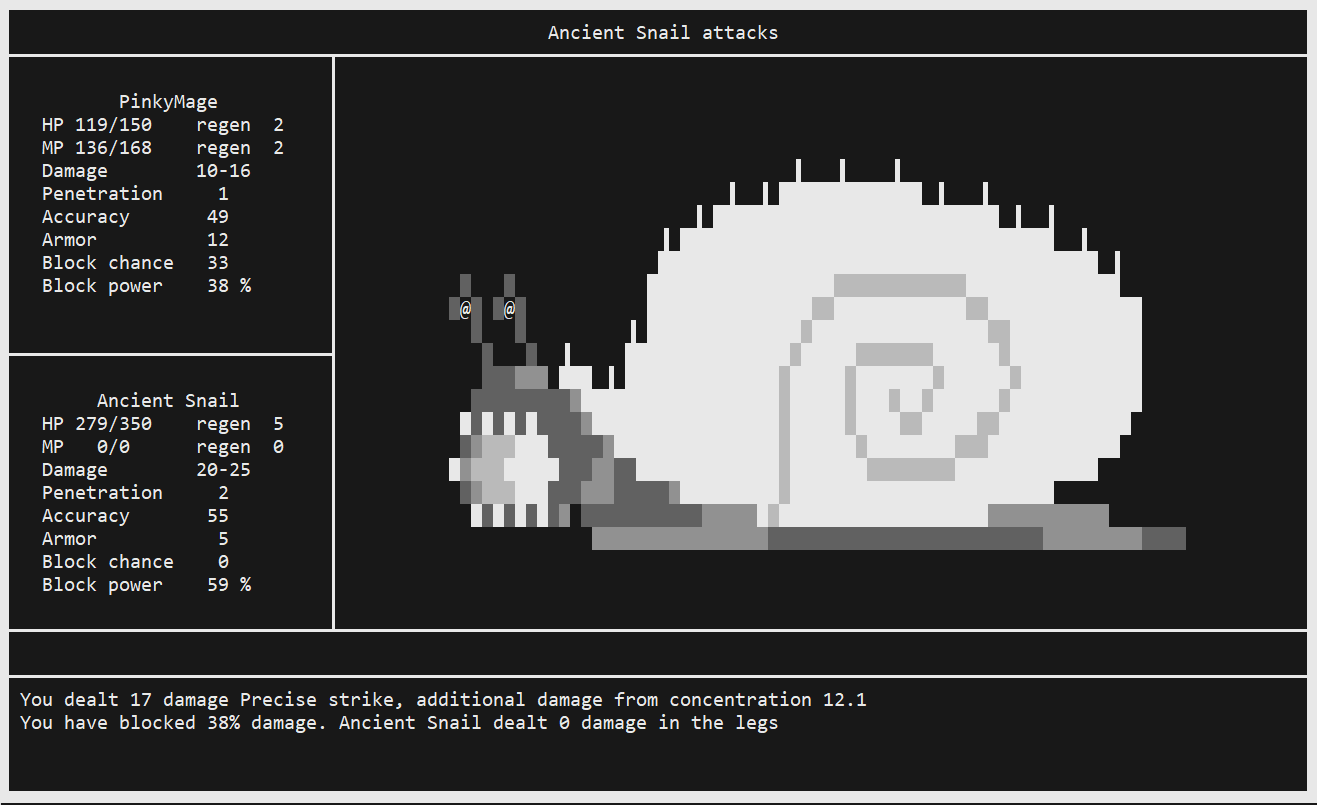 Ancient Snail attacks
PinkyMage
HP 119/150 regen 2
MP 136/168 regen 2
Damage 10-16
Penetration 1
Accuracy 49
Armor 12
Block chance 33
Block power 38 %
@ @
Ancient Snail
HP 279/350 regen 5
MP 0/0 regen 0
Damage 20-25
Penetration 2
Accuracy 55
Armor 5
Block chance 0
Block power 59 %
You dealt 17 damage Precise strike, additional damage from concentration 12.1
You have blocked 38% damage. Ancient Snail dealt 0 damage in the legs